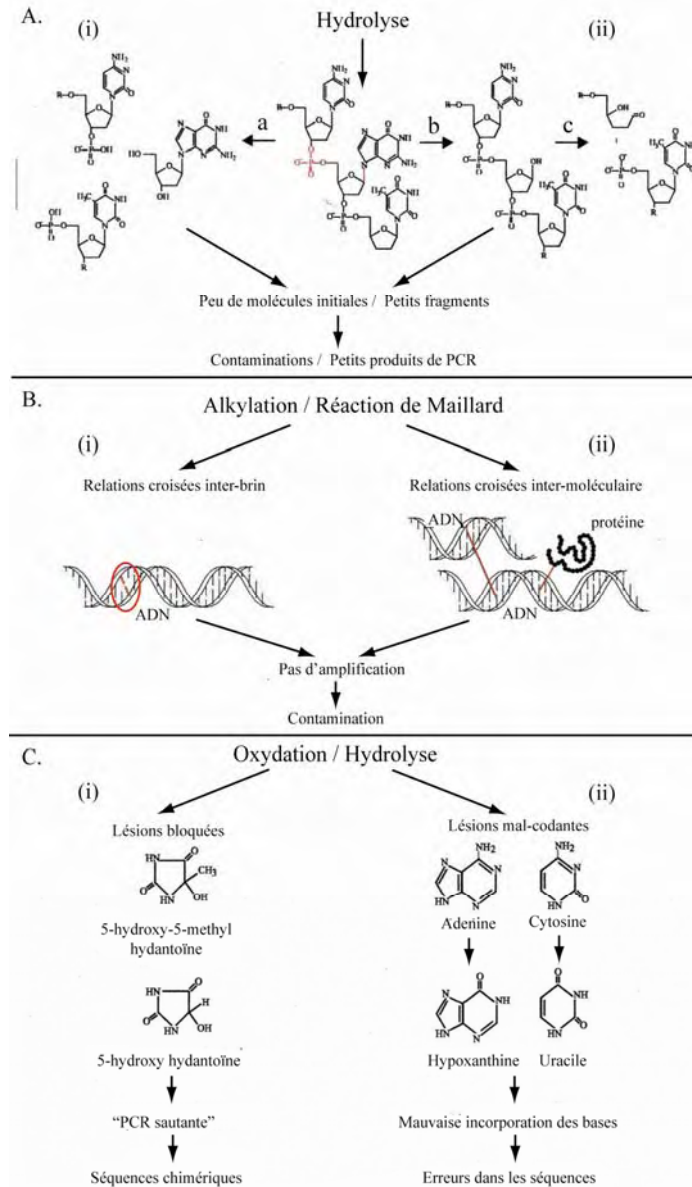 A.
(i)
Hydrolyse
(ii)
a
b
c
Peu de molécules initiales / Petits fragments
Contaminations / Petits produits de PCR
B.
Alkylation / Réaction de Maillard
(i)
(ii)
Relations croisées inter-brin
Relations croisées inter-moléculaire
ADN
protéine
ADN
ADN
Pas d’amplification
Contamination
C.
Oxydation / Hydrolyse
(i)
(ii)
Lésions bloquées
Lésions mal-codantes
5-hydroxy-5-methyl
hydantoïne
Adenine
Cytosine
5-hydroxy hydantoïne
Hypoxanthine
Uracile
“PCR sautante”
Mauvaise incorporation des bases
Séquences chimériques
Erreurs dans les séquences